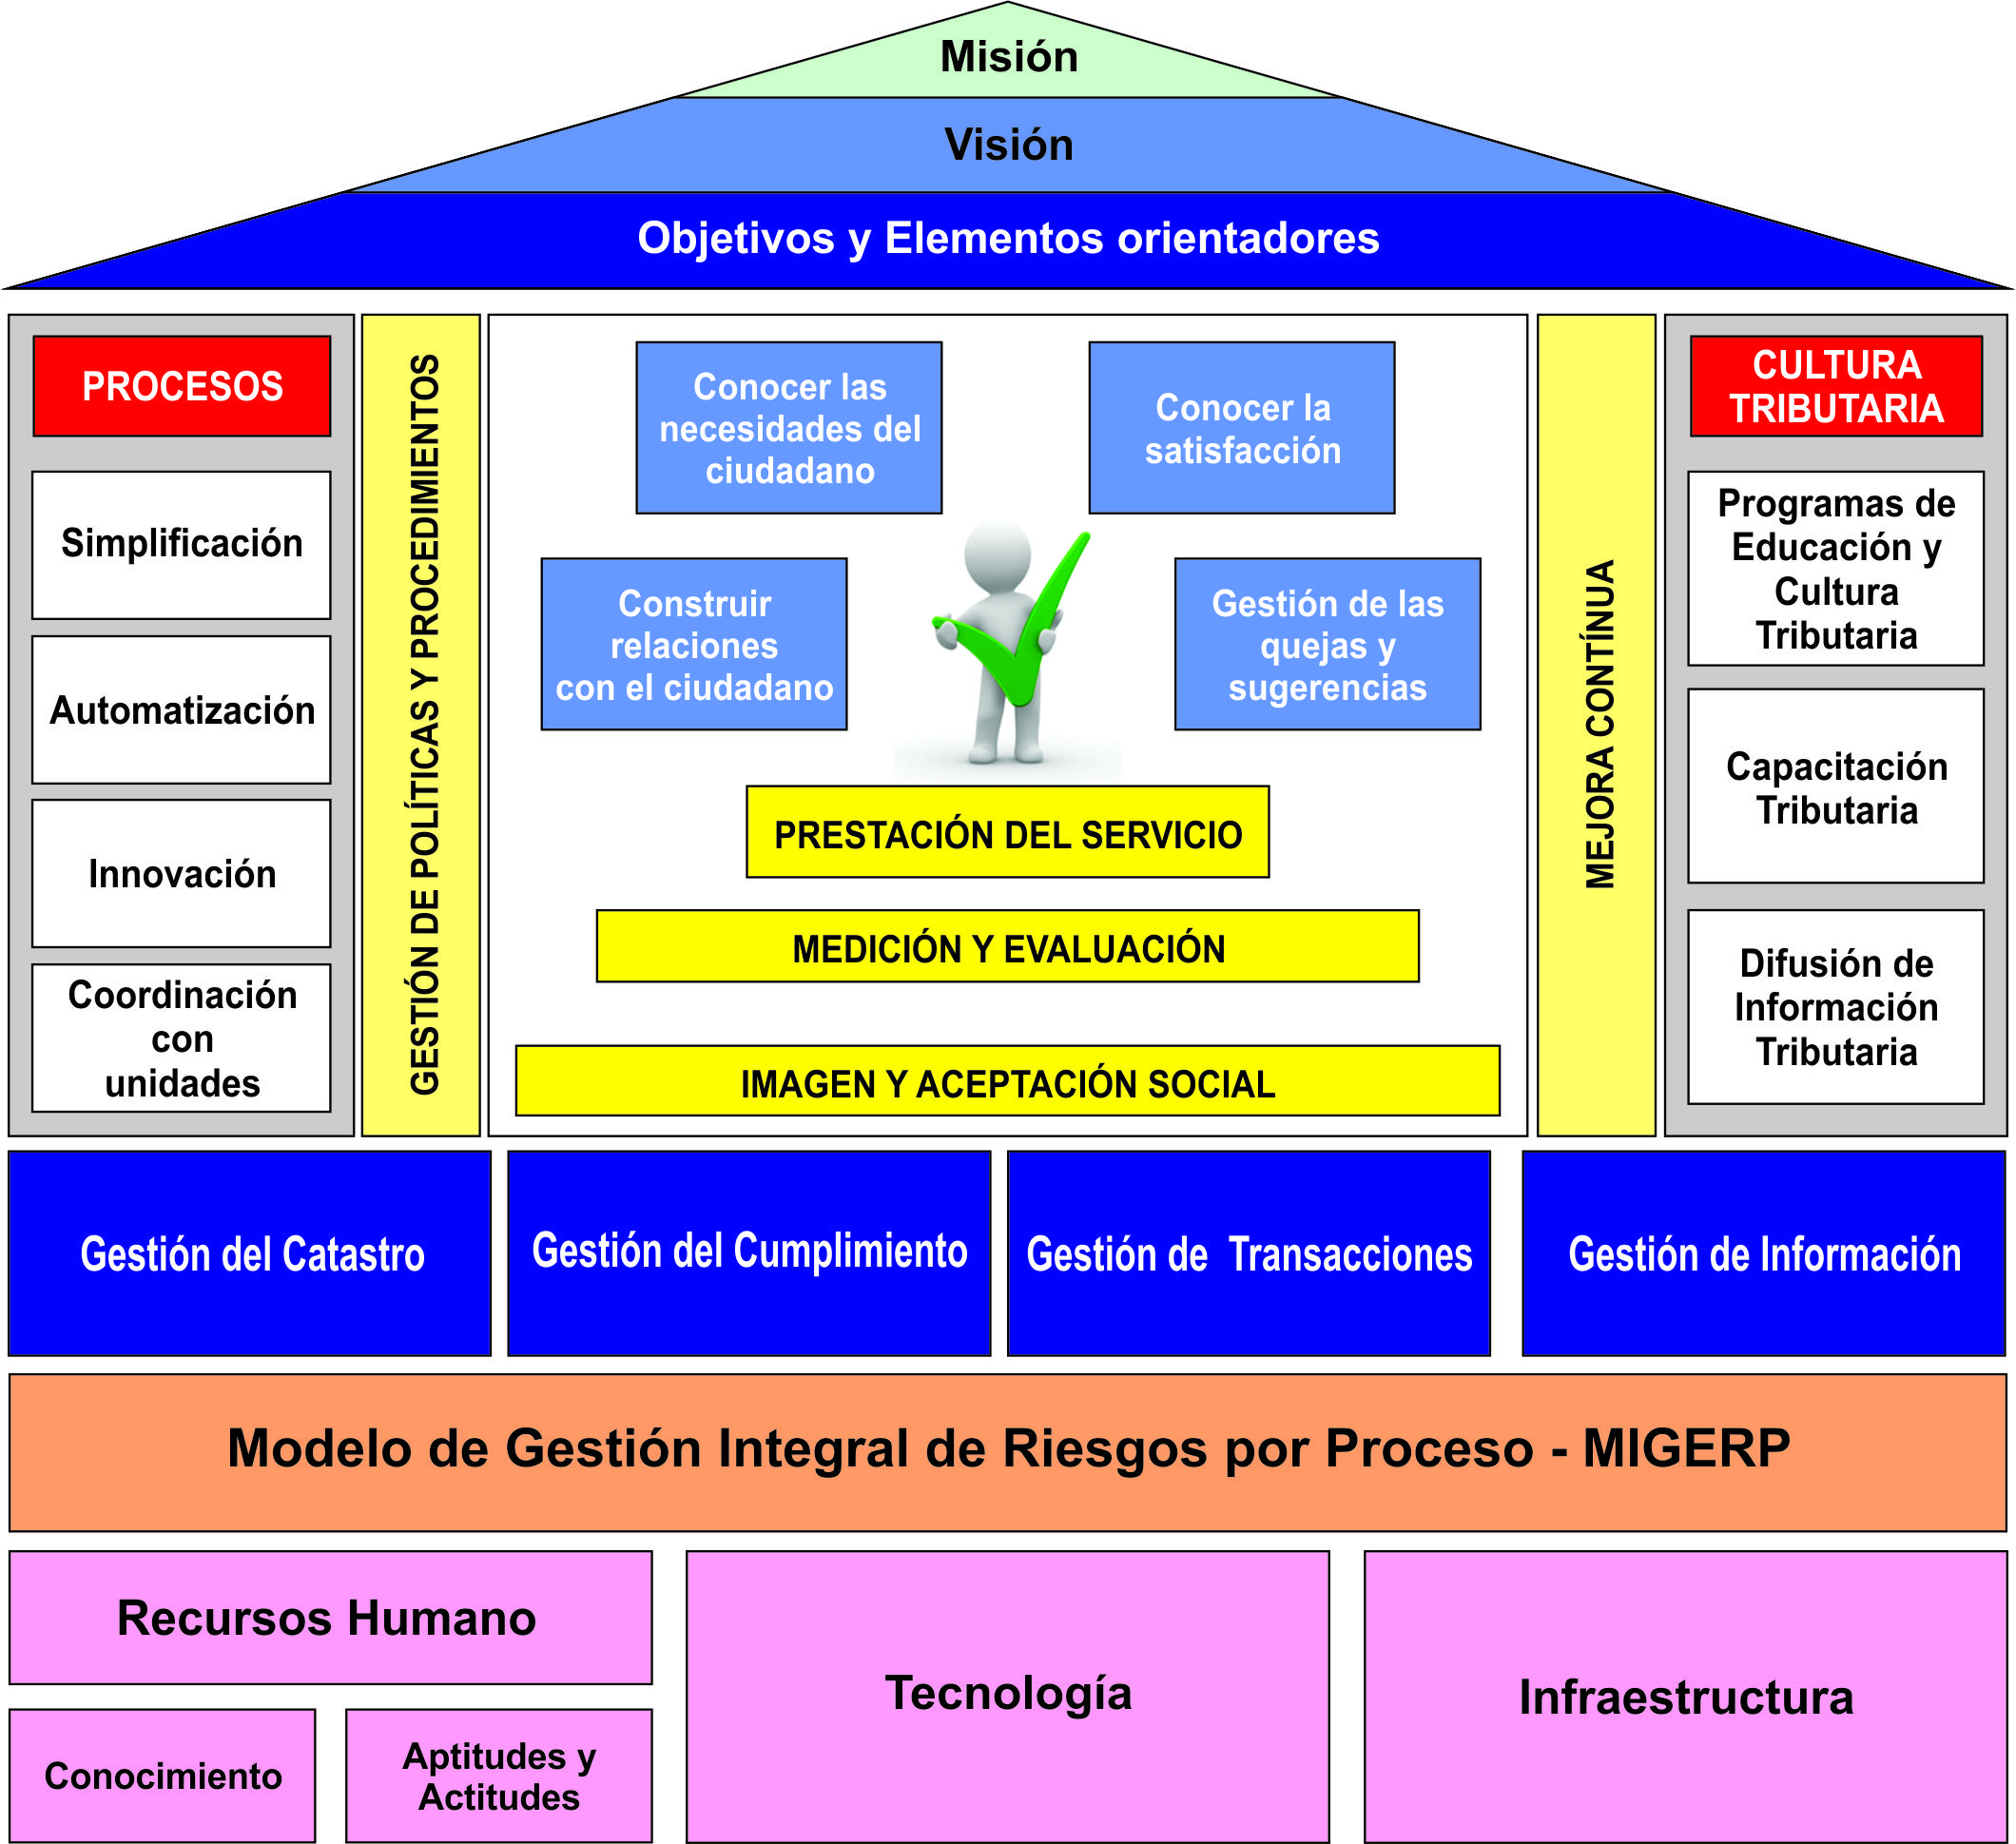 Misión
Visión
Objetivos y Elementos orientadores
PROCESOS
Simplificación
Automatización
Innovación
Coordinación
con
unidades
GESTIÓN DE POLÍTICAS Y PROCEDIMIENTOS
Conocer las
necesidades del
ciudadano
Conocer la
satisfacción
Construir
relaciones
con el ciudadano
Gestión de las
quejas y
sugerencias
PRESTACIÓN DEL SERVICIO
MEDICIÓN Y EVALUACIÓN
IMAGEN Y ACEPTACIÓN SOCIAL
MEJORA CONTÍNUA
CULTURA
TRIBUTARIA
Programas de
Educación y
Cultura
Tributaria
Capacitación
Tributaria
Difusión de
Información
Tributaria
Gestión del Catastro
Gestión del Cumplimiento
Gestión de Transacciones
Gestión de Información
Modelo de Gestión Integral de Riesgos por Proceso - MIGERP
Recursos Humano
Conocimiento
Aptitudes y
Actitudes
Tecnología
Infraestructura